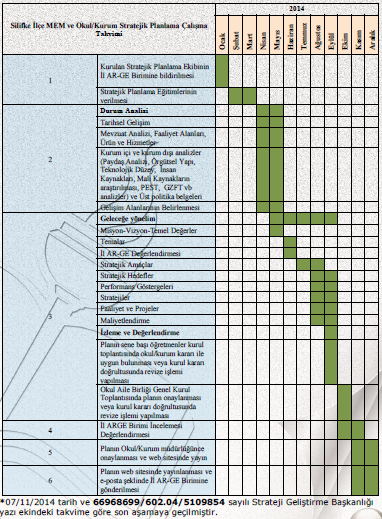 Silifke İlçe MEM ve Okul/Kurum Stratejik Planlama Çalışma
Takvimi
2014
Ocak
Şubat
Mart
Nisan
Mayıs
Haziran
Temmuz
Ağustos
Eylül
Ekim
Kasım
Aralık
1
Kurulan Stratejik Planlama Ekibinin
İl AR-GE Birimine bildirilmesi
Stratejik Planlama Eğitimlerinin
verilmesi
2
Durum Analizi
Tarihsel Gelişim
Mevzuat Analizi, Faaliyet Alanları,
Ürün ve Hizmetler
Kurum içi ve kurum dışı analizler
(Paydaş Analizi, Örgütsel Yapı,
Teknolojik Düzey, İnsan
Kaynakları, Mali Kaynakların
araştırılması, PEST, GZFT vb
analizler) ve Üst politika belgeleri
Gelişim Alanlarının Belirlenmesi
3
Geleceğe yönelim
Misyon-Vizyon-Temel Değerler
Temalar
İl AR-GE Değerlendirmesi
Stratejik Amaçlar
Stratejik Hedefler
Performans Göstergeleri
Stratejiler
Faaliyet ve Projeler
Maliyetlendirme
İzleme ve Değerlendirme
Planın sene başı öğretmenler kurul
toplantısında okul/kurum kararı ile
uygun bulunması veya kurul kararı
doğrultusunda revize işlemi
yapılması
Okul Aile Birliği Genel Kurul
Toplantısında planın onaylanması
veya kurul kararı doğrultusunda
revize işlemi yapılması
4
İl ARGE Birimi İncelemesi
Değerlendirmesi
5
Planın Okul/Kurum müdürlüğünce
onaylanması ve web sitesinde yayın
6
Planın web sitesinde yayınlanması ve
e-posta şeklinde İl AR-GE Birimine
gönderilmesi
*07/11/2014 tarih ve 66968699/602.04/5109854 sayılı Strateji Geliştirme Başkanlığı
yazı ekindeki takvime göre son aşamaya geçilmiştir.